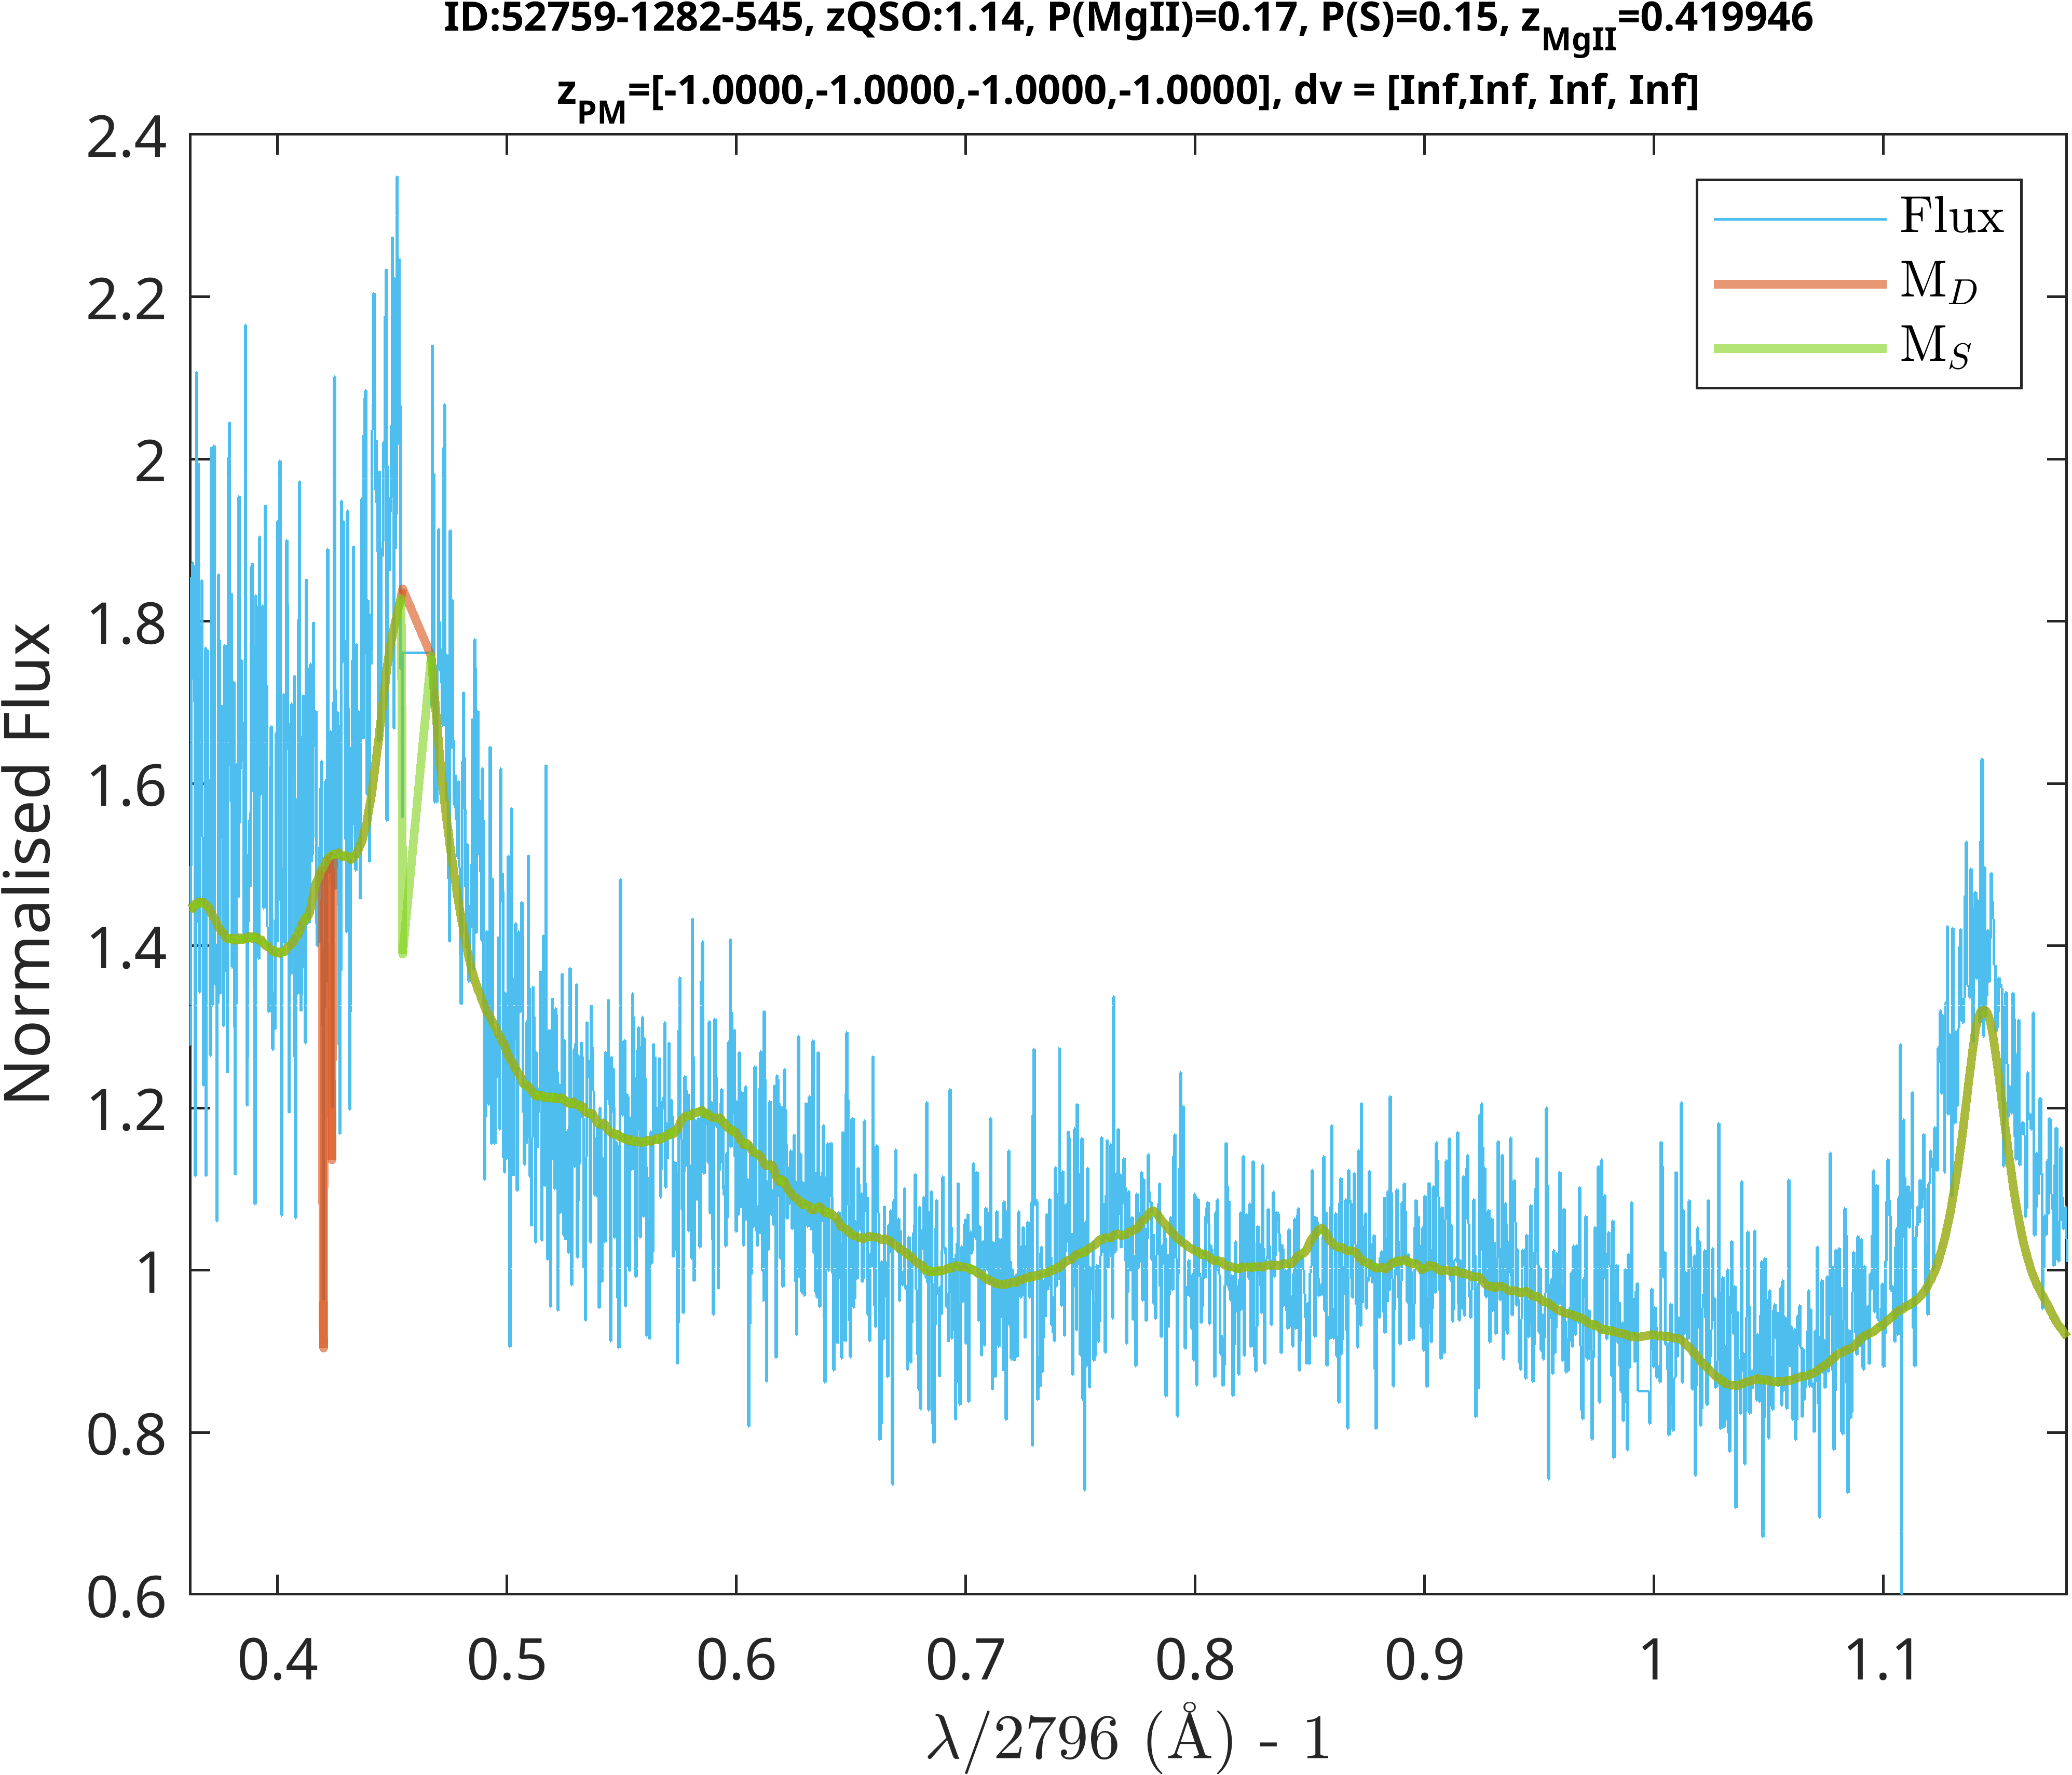 ID:52759-1282-545, zQSO:1.14, P(MgII)=0.17, P(S)=0.15, zMgII=0.419946
zPM=[-1.0000,-1.0000,-1.0000,-1.0000], dv = [Inf,Inf, Inf, Inf]
2.4
2.2
2
1.8
1.6
1.4
1.2
1
0.8
0.6
Normalised Flux
Flux
MD
MS
0.4 0.5 0.6 0.7 0.8 0.9 1 1.1
λ/2796 (Å) - 1